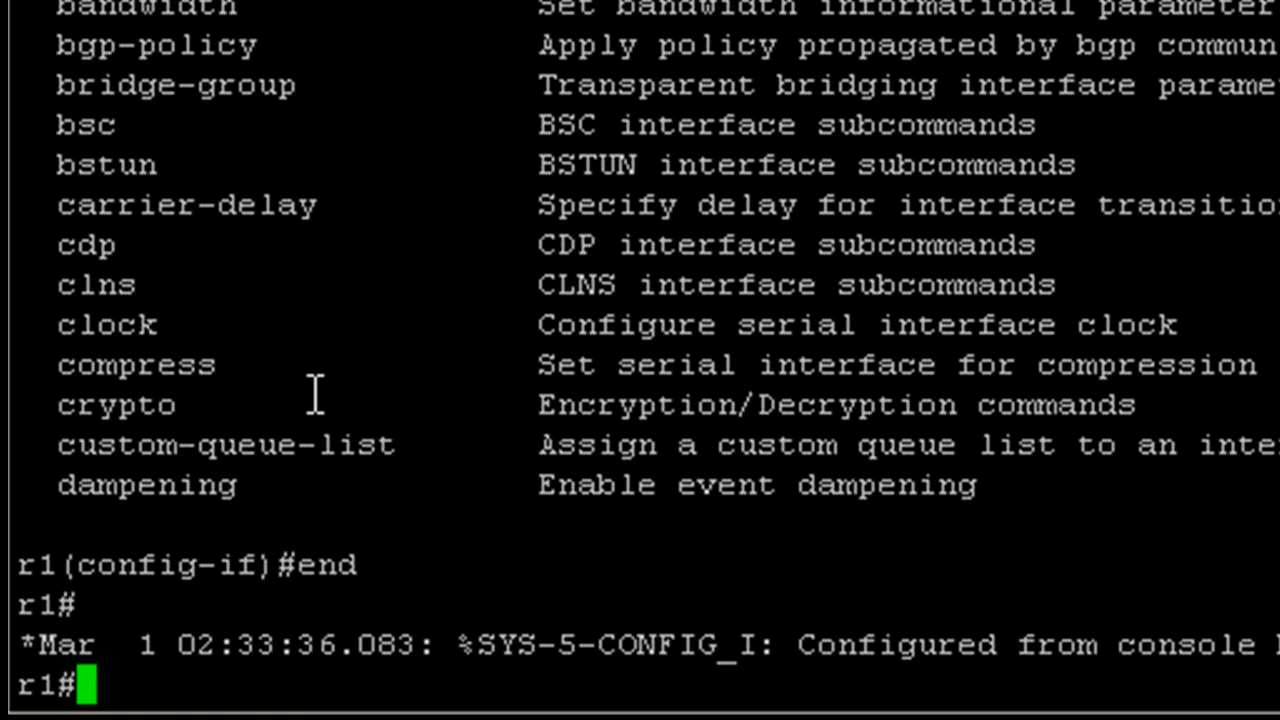 bandwidth Set bandwidth informational parameter
bgp-policy Apply policy propagated by bgp commun
bridge-group Transparent bridging interface parame
bsc BSC interface subcommands
bstun BSTUN interface subcommands
carrier-delay Specify delay for interface transitio
cdp CDP interface subcommands
clns CLNS interface subcommands
clock Configure serial interface clock
compress Set serial interface for compression
crypto Encryption/Decryption commands
custom-queue-list Assign a custom queue list to an inte
dampening Enable event dampening
r1(config-if)#end
r1#
*Mar  1 02:33:36.083: %SYS-5-CONFIG_I: Configured from console
r1#